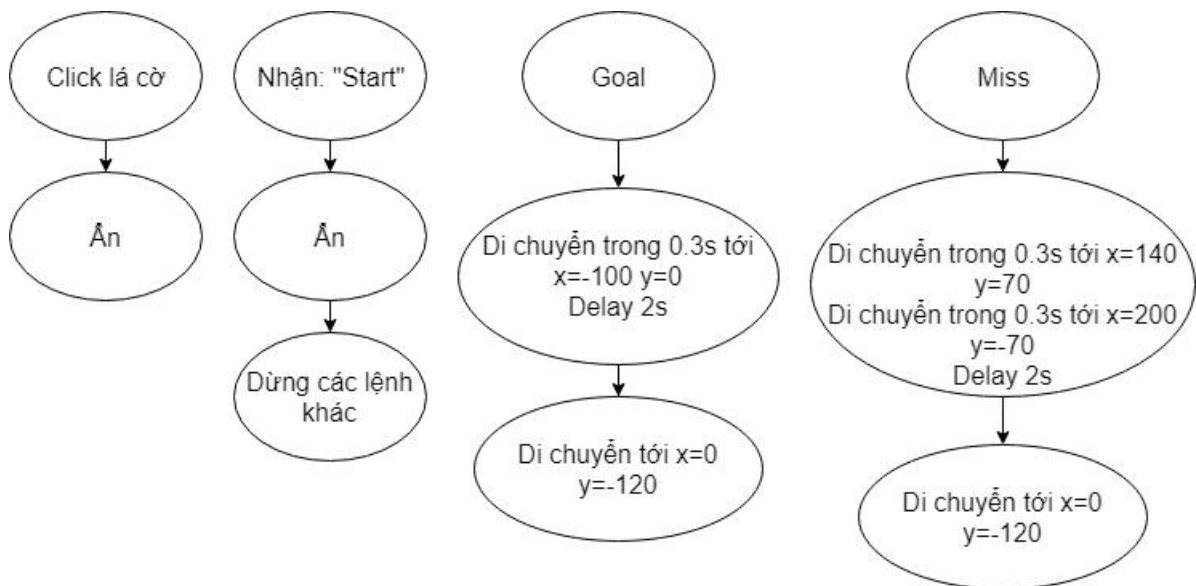 Click lá cờ
Ẩn
Nhận: "Start"
Ẩn
Dừng các lệnh
khác
Goal
Di chuyển trong 0.3s tới
x=-100 y=0
Delay 2s
Di chuyển tới x=0
y=-120
Miss
Di chuyển trong 0.3s tới x=140
y=70
Di chuyển trong 0.3s tới x=200
y=-70
Delay 2s
Di chuyển tới x=0
y=-120